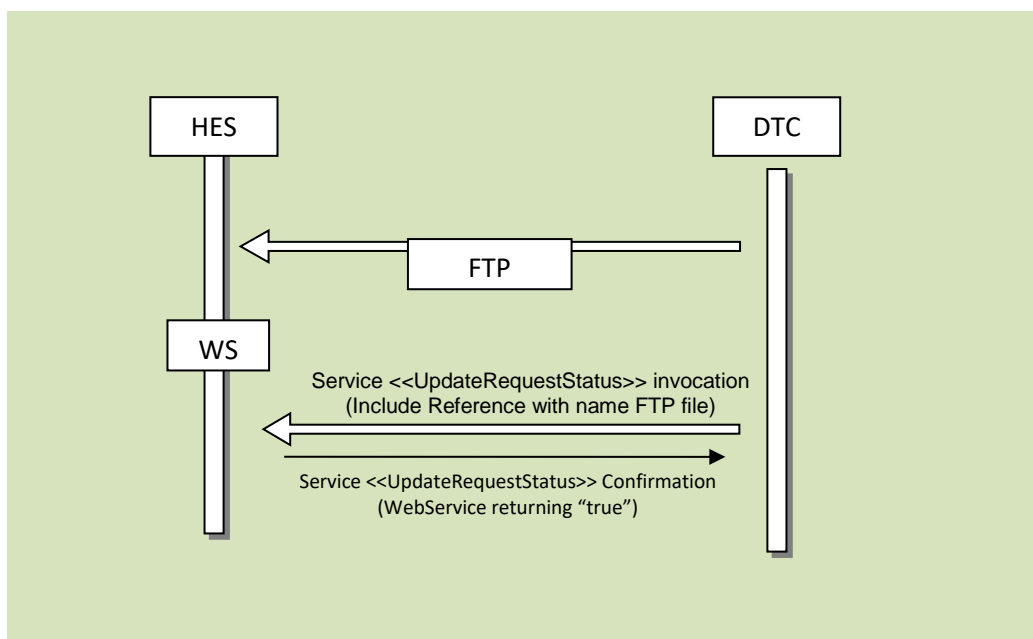 HES
DTC
FTP
WS
Service <<UpdateRequestStatus>> invocation
(Include Reference with name FTP file)
Service <<UpdateRequestStatus>> Confirmation
(WebService returning “true”)